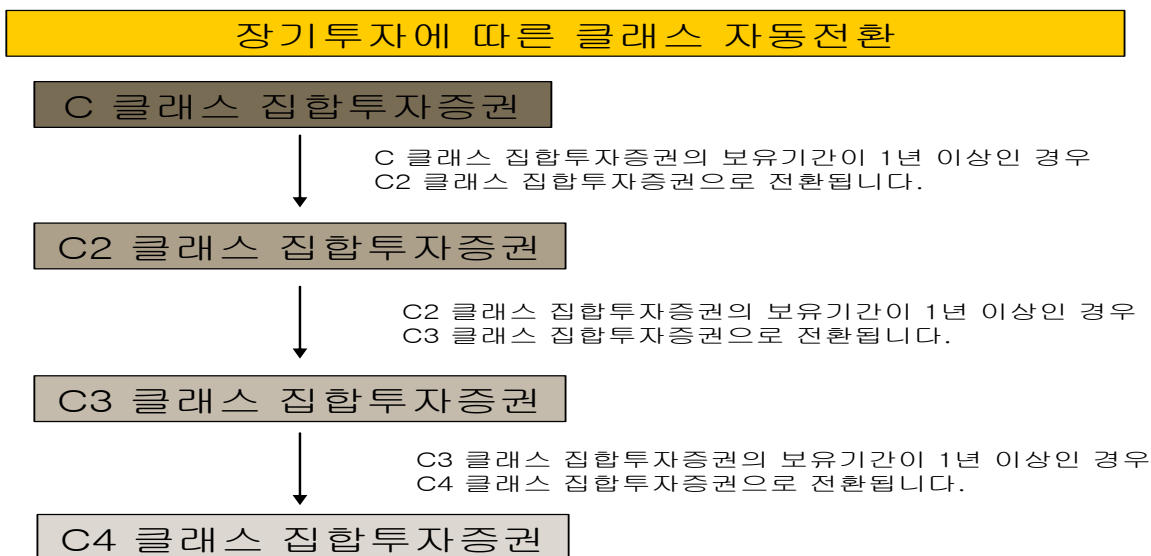 장기투자에 따른 클래스 자동전환
C 클래스 집합투자증권
C 클래스 집합투자증권의 보유기간이 1년 이상인 경우
C2 클래스 집합투자증권으로 전환됩니다.
C2 클래스 집합투자증권
C2 클래스 집합투자증권의 보유기간이 1년 이상인 경우
C3 클래스 집합투자증권으로 전환됩니다.
C3 클래스 집합투자증권
C3 클래스 집합투자증권의 보유기간이 1년 이상인 경우
C4 클래스 집합투자증권으로 전환됩니다.
C4 클래스 집합투자증권